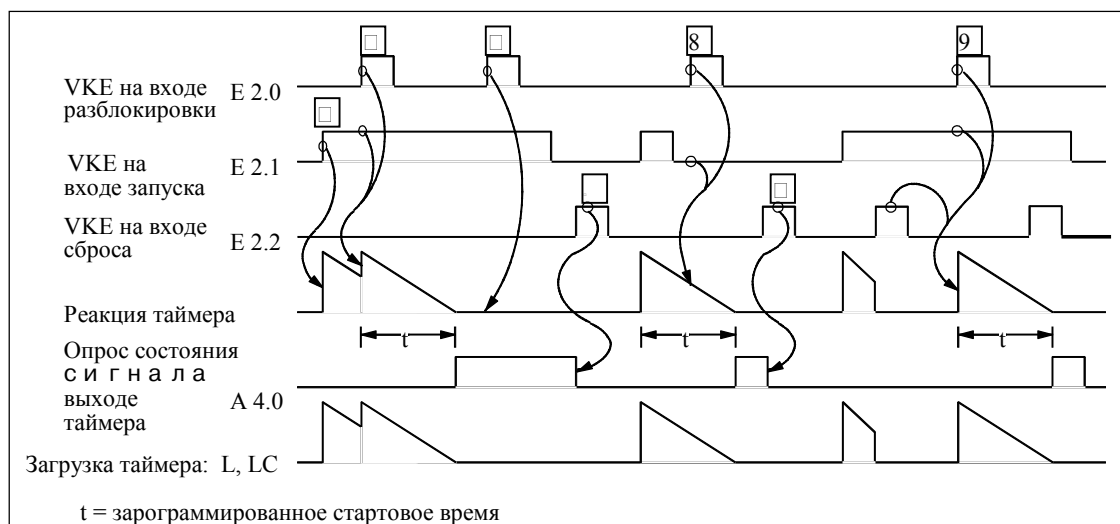 8
9
VKE на входе
разблокировки
E 2.0
VKE на
входе запуска
E 2.1
VKE на входе
сброса
E 2.2
Реакция таймера
t
t
t
Опрос состояния
сигнала
выходе
таймера
A 4.0
Загрузка таймера: L, LC
t = зарограммированное стартовое время